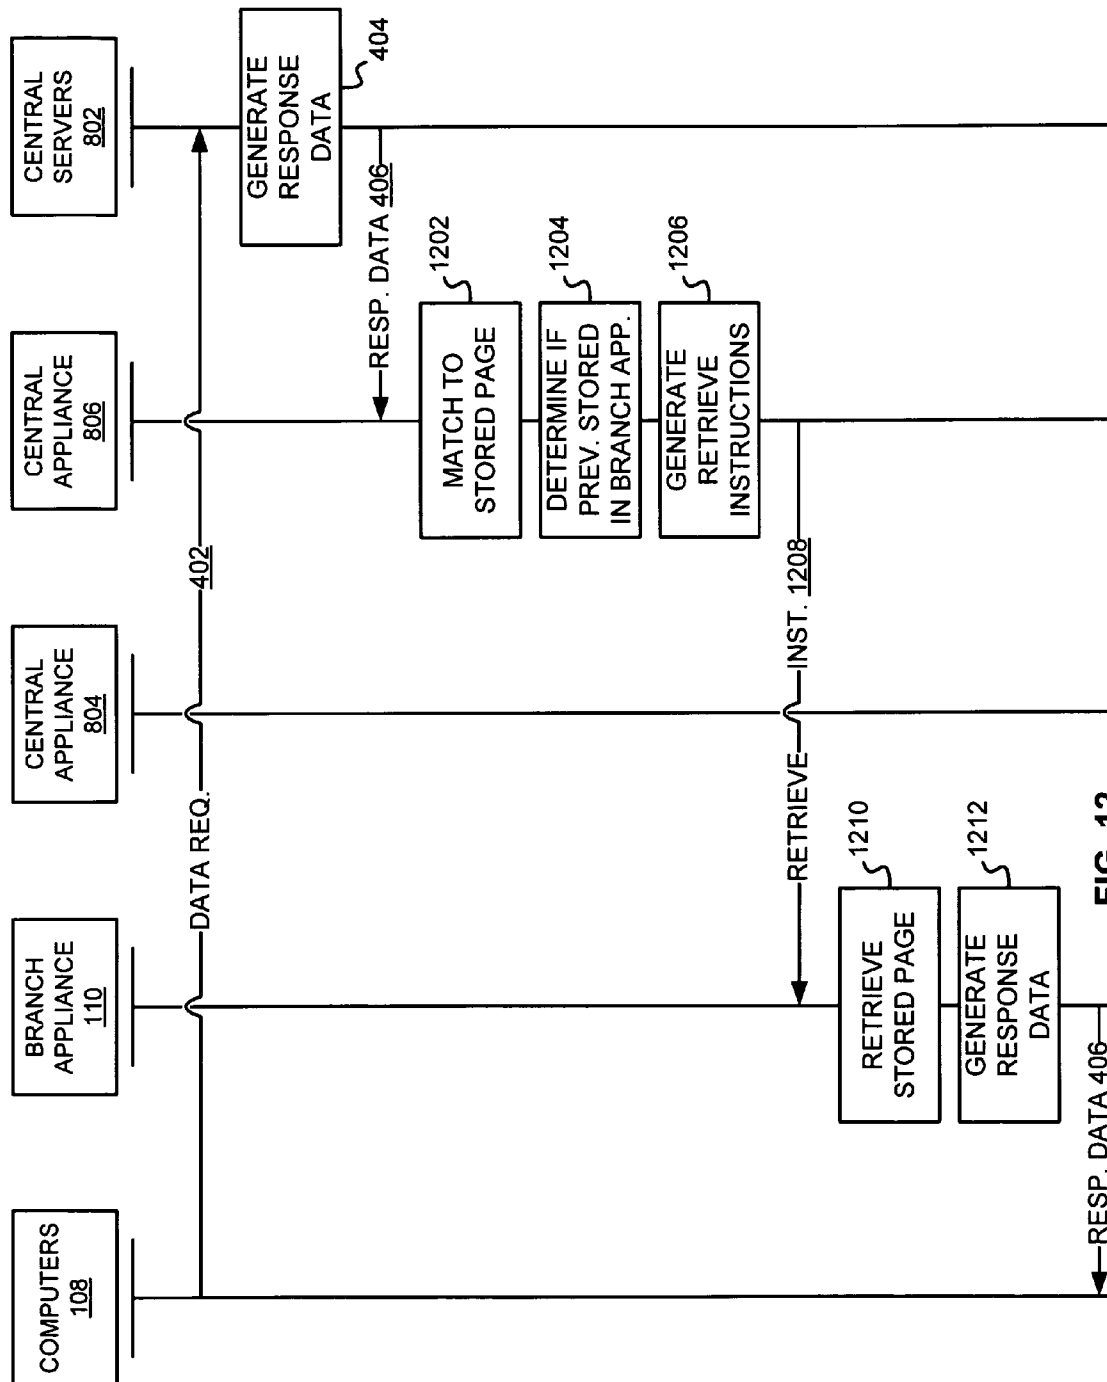 COMPUTERS
108
BRANCH
APPLIANCE
110
CENTRAL
APPLIANCE
804
CENTRAL
APPLIANCE
806
CENTRAL
SERVERS
802
DATA REQ.
402
GENERATE
RESPONSE
DATA
404
RESP. DATA 406
MATCH TO
STORED PAGE
1202
DETERMINE IF
PREV. STORED
IN BRANCH APP.
1204
GENERATE
RETRIEVE
INSTRUCTIONS
1206
RETRIEVE
INST. 1208
RETRIEVE
STORED PAGE
1210
GENERATE
RESPONSE
DATA
1212
RESP. DATA 406
FIG. 12